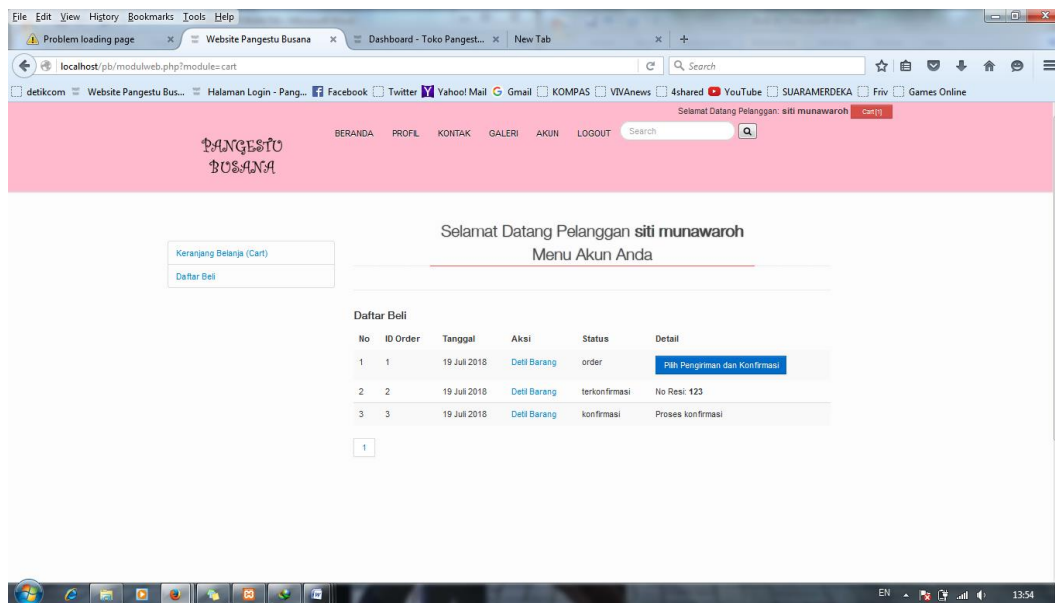 File Edit View History Bookmarks Tools Help
Problem loading page
Website Pangestu Busana
Dashboard - Toko Pangest...
New Tab
localhost/pb/modulweb.php?module=cart
Search
detikcom Website Pangestu Bus... Halaman Login - Pang... Facebook Twitter Yahoo! Mail Gmail KOMPAS VIVAnews 4shared YouTube SUARAMERDEKA Friv Games Online
Selamat Datang Pelanggan: siti munawaroh Cart[1]
PANGESTU
BUSANA
BERANDA PROFIL KONTAK GALERI AKUN LOGOUT Search
Selamat Datang Pelanggan siti munawaroh
Menu Akun Anda
Keranjang Belanja (Cart)
Daftar Beli
Daftar Beli
No ID Order Tanggal Aksi Status Detail
1 1 19 Juli 2018 Detil Barang order Pilih Pengiriman dan Konfirmasi
2 2 19 Juli 2018 Detil Barang terkonfirmasi No Resi: 123
3 3 19 Juli 2018 Detil Barang konfirmasi Proses konfirmasi
1
EN 13:54